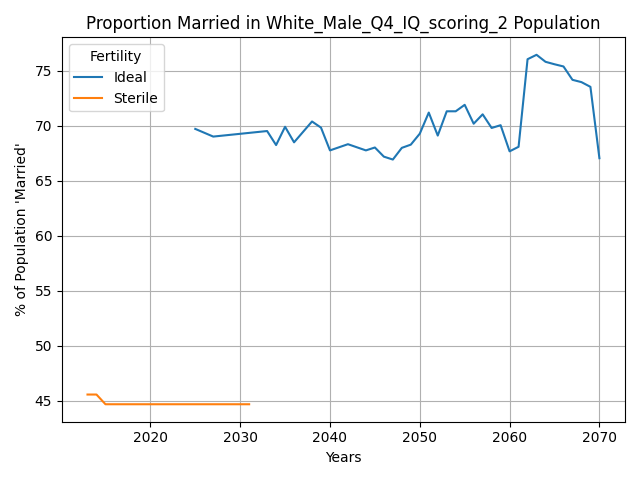 Proportion Married in White_Male_Q4_IQ_scoring_2 Population
Fertility
Ideal
Sterile
75
70
65
60
55
50
45
% of Population 'Married'
2020
2030
2040
2050
2060
2070
Years